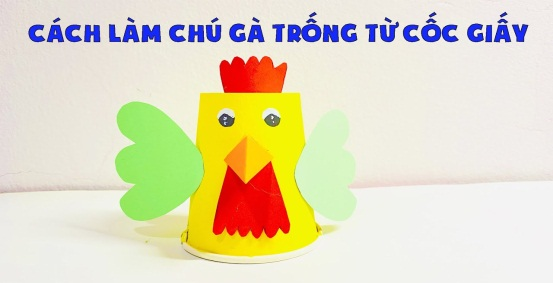 CÁCH LÀM CHÚ GÀ TRỐNG TỪ CỐC GIẤY